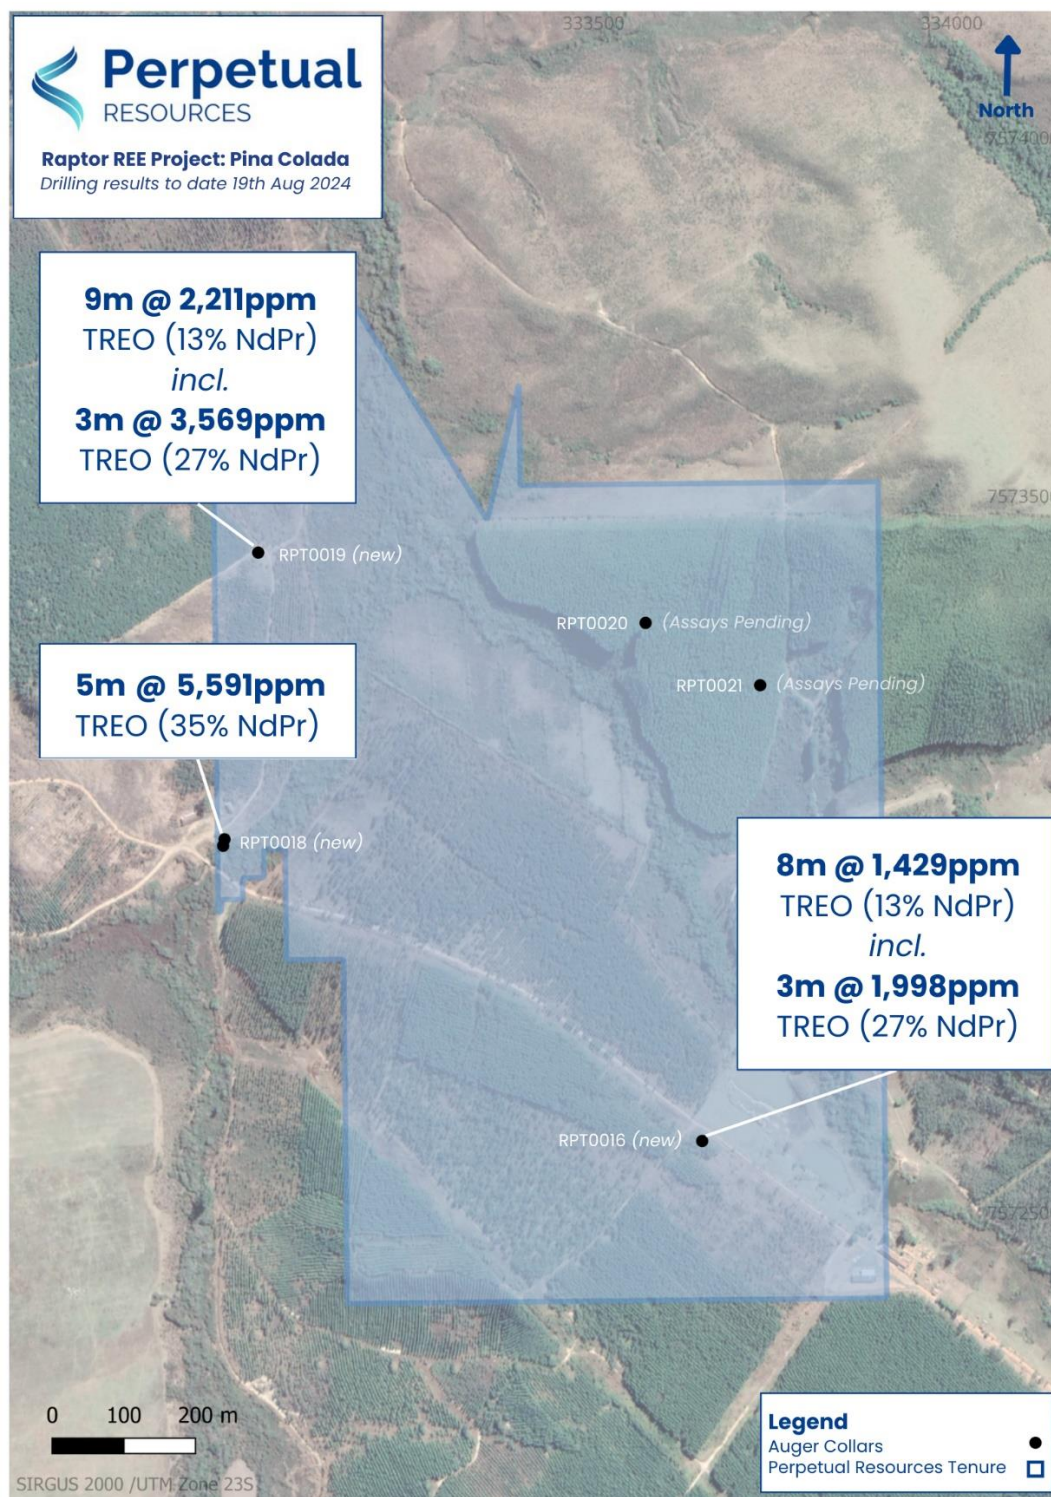 333500
334000
Perpetual
RESOURCES
Raptor REE Project: Pina Colada
Drilling results to date 19th Aug 2024
North
9m @ 2,211ppm
TREO (13% NdPr)
incl.
3m @ 3,569ppm
TREO (27% NdPr)
7573500
RPT0019 (new)
RPT0020 (Assays Pending)
RPT0021 (Assays Pending)
5m @ 5,591ppm
TREO (35% NdPr)
RPT0018 (new)
8m @ 1,429ppm
TREO (13% NdPr)
incl.
3m @ 1,998ppm
TREO (27% NdPr)
RPT0016 (new)
757250
0 100 200 m
Legend
Auger Collars
Perpetual Resources Tenure
SIRGUS 2000 /UTM Zone 23S